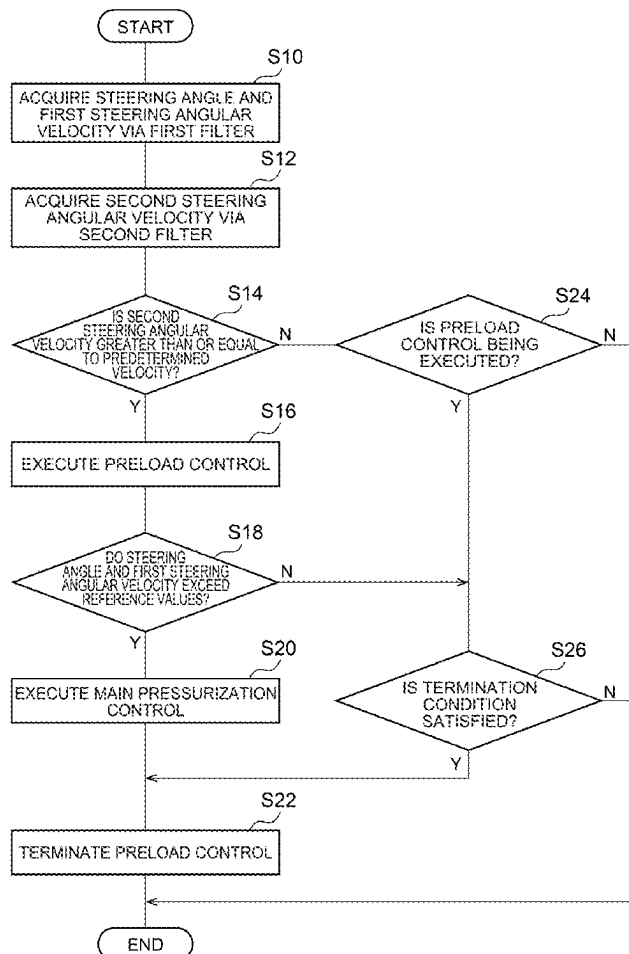 START
S10
ACQUIRE STEERING ANGLE AND
FIRST STEERING ANGULAR
VELOCITY VIA FIRST FILTER
S12
ACQUIRE SECOND STEERING
ANGULAR VELOCITY VIA
SECOND FILTER
S14
IS SECOND
STEERING ANGULAR
VELOCITY GREATER THAN OR EQUAL
TO PREDETERMINED
VELOCITY?
N
Y
S24
IS PRELOAD
CONTROL BEING
EXECUTED?
N
Y
S16
EXECUTE PRELOAD CONTROL
S18
DO STEERING
ANGLE AND FIRST STEERING
ANGULAR VELOCITY EXCEED
REFERENCE VALUES?
N
Y
S20
EXECUTE MAIN PRESSURIZATION
CONTROL
S26
IS TERMINATION
CONDITION
SATISFIED?
N
Y
S22
TERMINATE PRELOAD CONTROL
END